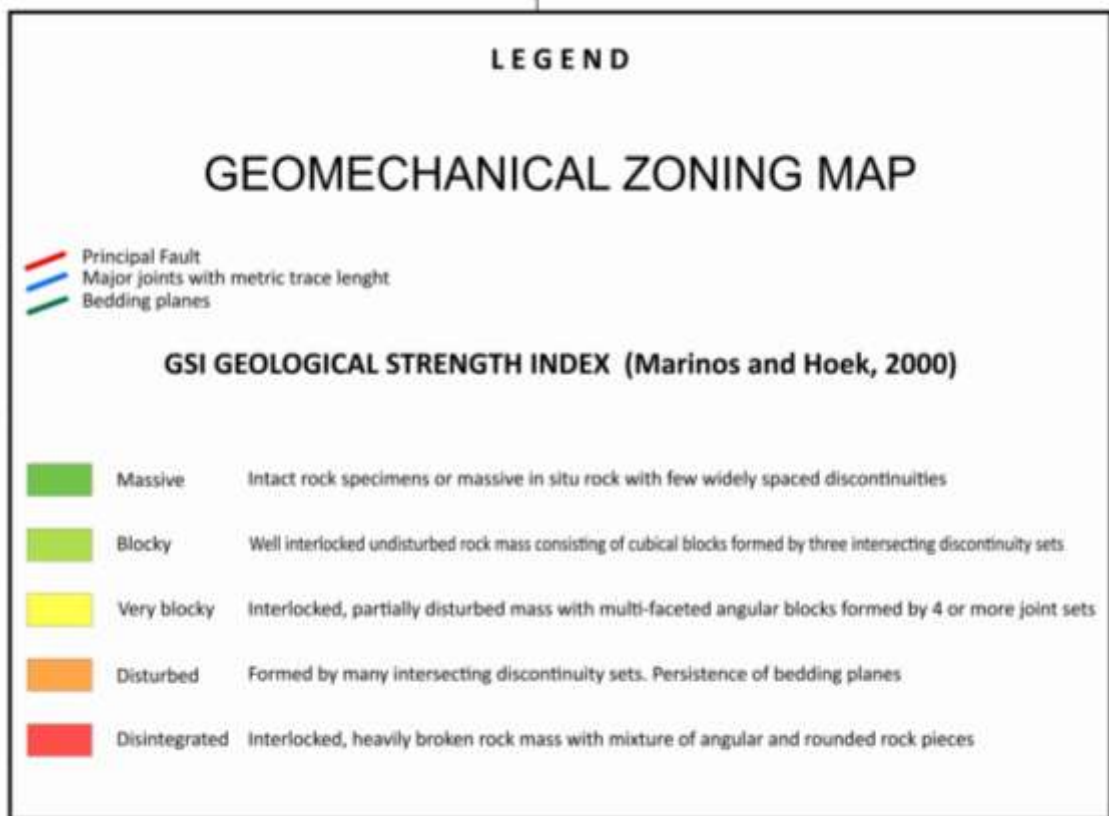 LEGEND
GEOMECHANICAL ZONING MAP
Principal Fault
Major joints with metric trace lenght
Bedding planes
GSI GEOLOGICAL STRENGTH INDEX (Marinos and Hoek, 2000)
Massive Intact rock specimens or massive in situ rock with few widely spaced discontinuities
Blocky Well interlocked undisturbed rock mass consisting of cubical blocks formed by three intersecting discontinuity sets
Very blocky Interlocked, partially disturbed mass with multi-faceted angular blocks formed by 4 or more joint sets
Disturbed Formed by many intersecting discontinuity sets. Persistence of bedding planes
Disintegrated Interlocked, heavily broken rock mass with mixture of angular and rounded rock pieces